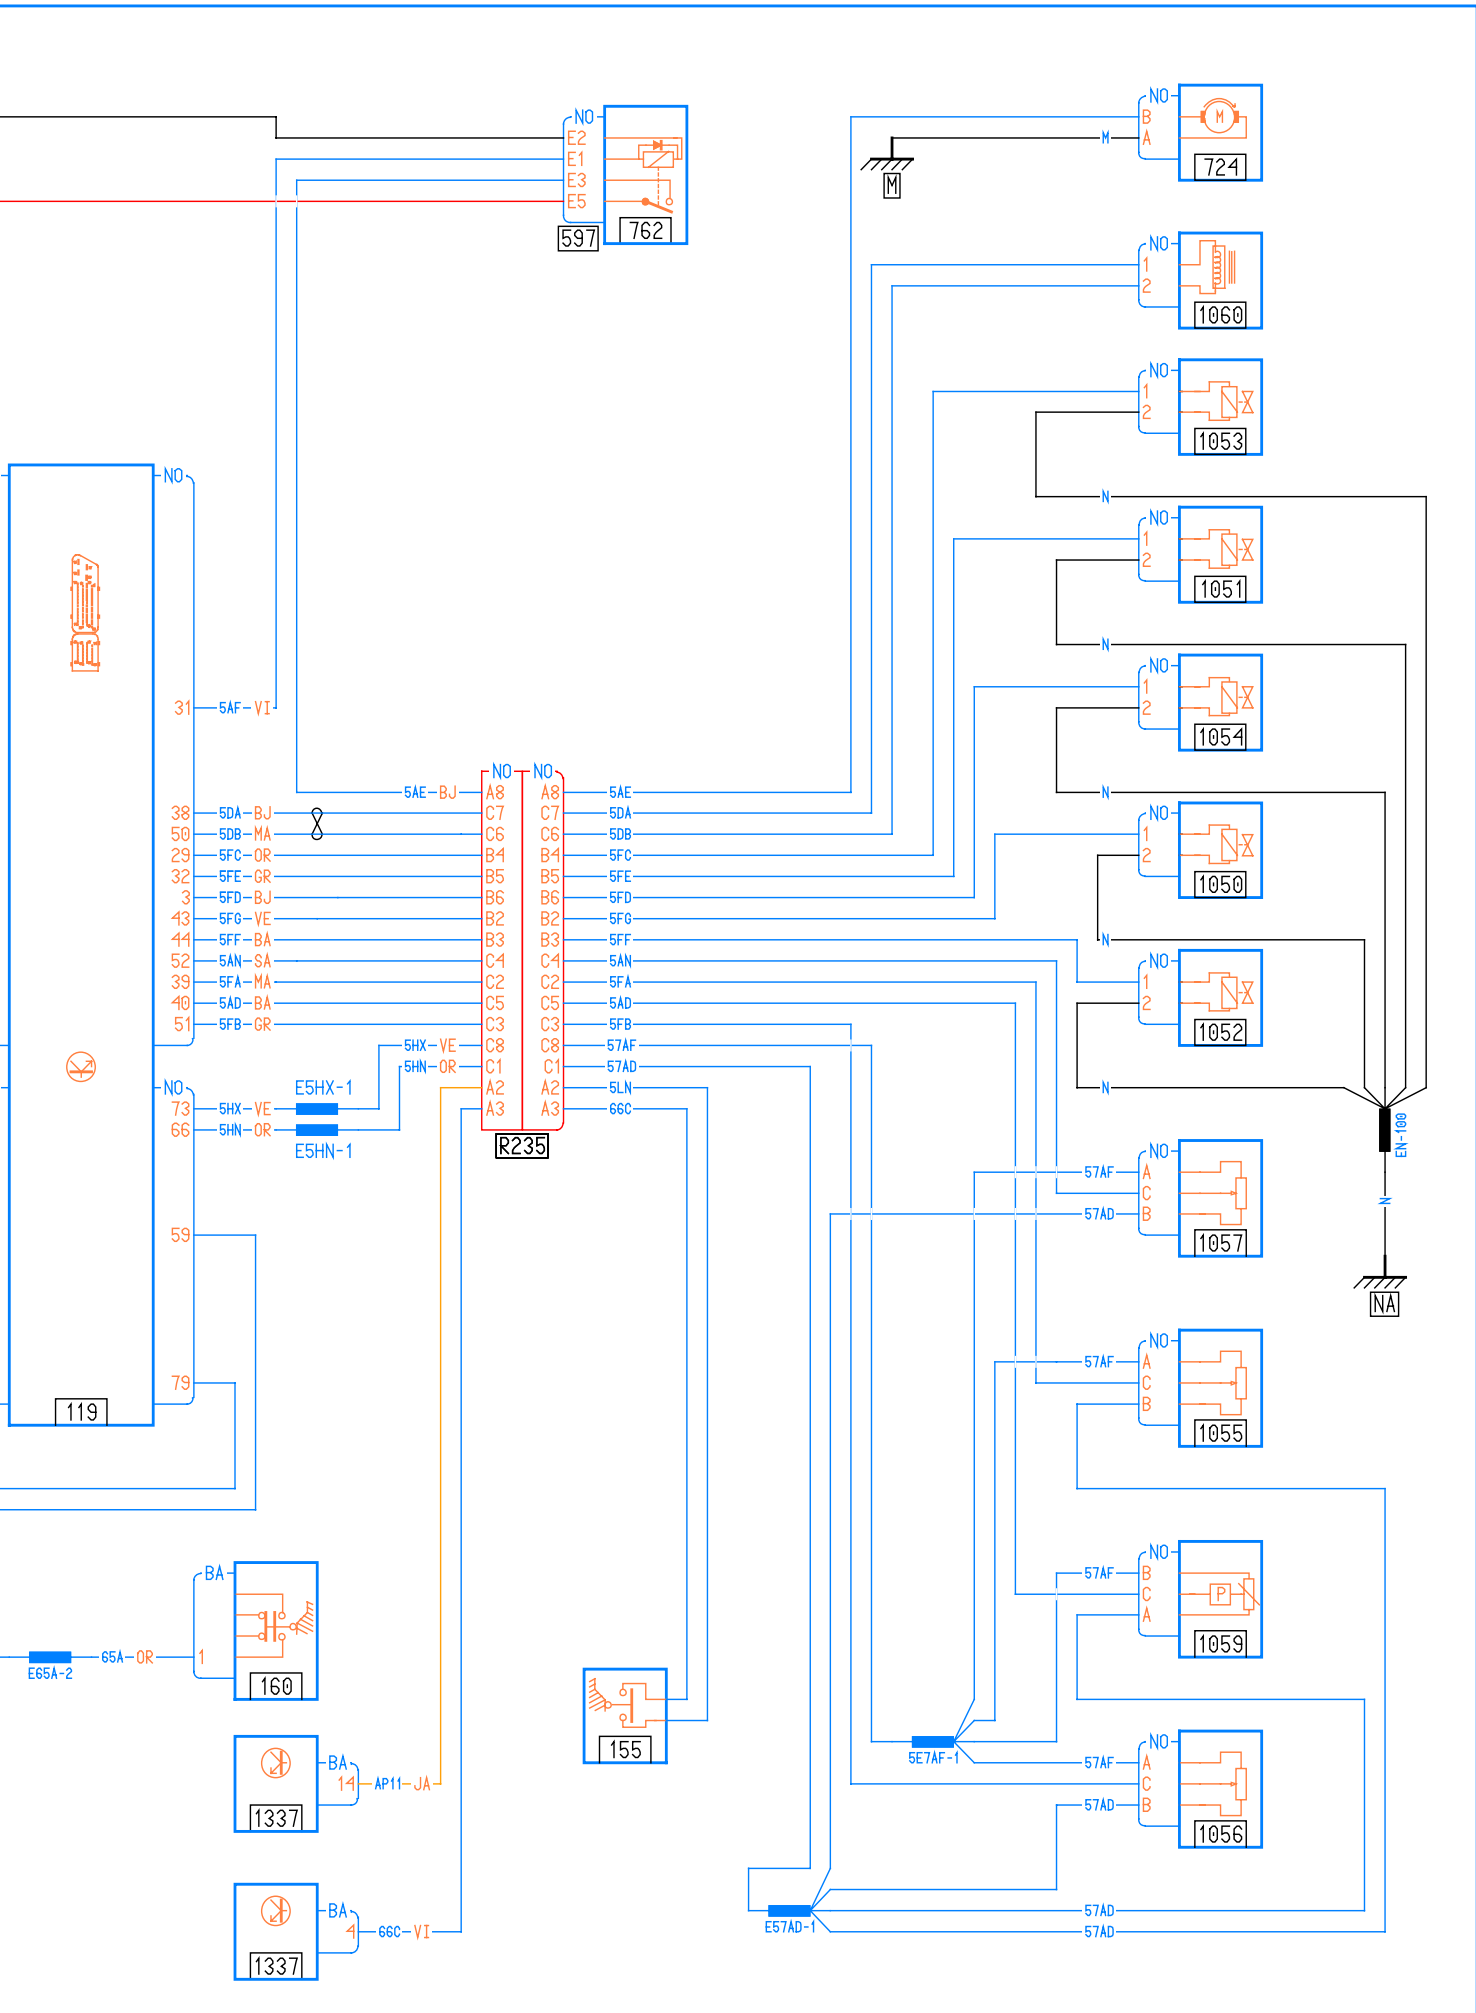 NO
E2
E1
E3
E5
597
762
NO
B
A
M
M
724
NO
1
2
1060
NO
1
2
1053
N
NO
1
2
1051
N
NO
1
2
1054
N
NO
1
2
1050
N
NO
1
2
1052
N
EN-100
N
NA
NO
31 5AF VI
38 5DA BJ
50 5DB MA
29 5FC OR
32 5FE GR
3 5FD BJ
43 5FG VE
44 5FF BA
52 5AN SA
39 5FA MA
40 5AD BA
51 5FB GR
NO
73 5HX VE
66 5HN OR
E5HX-1
E5HN-1
59
79
119
NO NO
5AE BJ A8 A8 5AE
C7 C7 5DA
C6 C6 5DB
B4 B4 5FC
B5 B5 5FE
B6 B6 5FD
B2 B2 5FG
B3 B3 5FF
C4 C4 5AN
C2 C2 5FA
C5 C5 5AD
C3 C3 5FB
5HX VE C8 C8 57AF
5HN OR C1 C1 57AD
A2 A2 5LN
A3 A3 66C
R235
NO
57AF A
C
57AD B
1057
NO
57AF A
C
B
1055
NO
57AF B
C
A
P
1059
NO
57AF A
C
57AD B
1056
5E7AF-1
E57AD-1
57AD
57AD
BA
E65A-2
65A OR 1
160
155
BA
14 AP11 JA
1337
BA
4 66C VI
1337